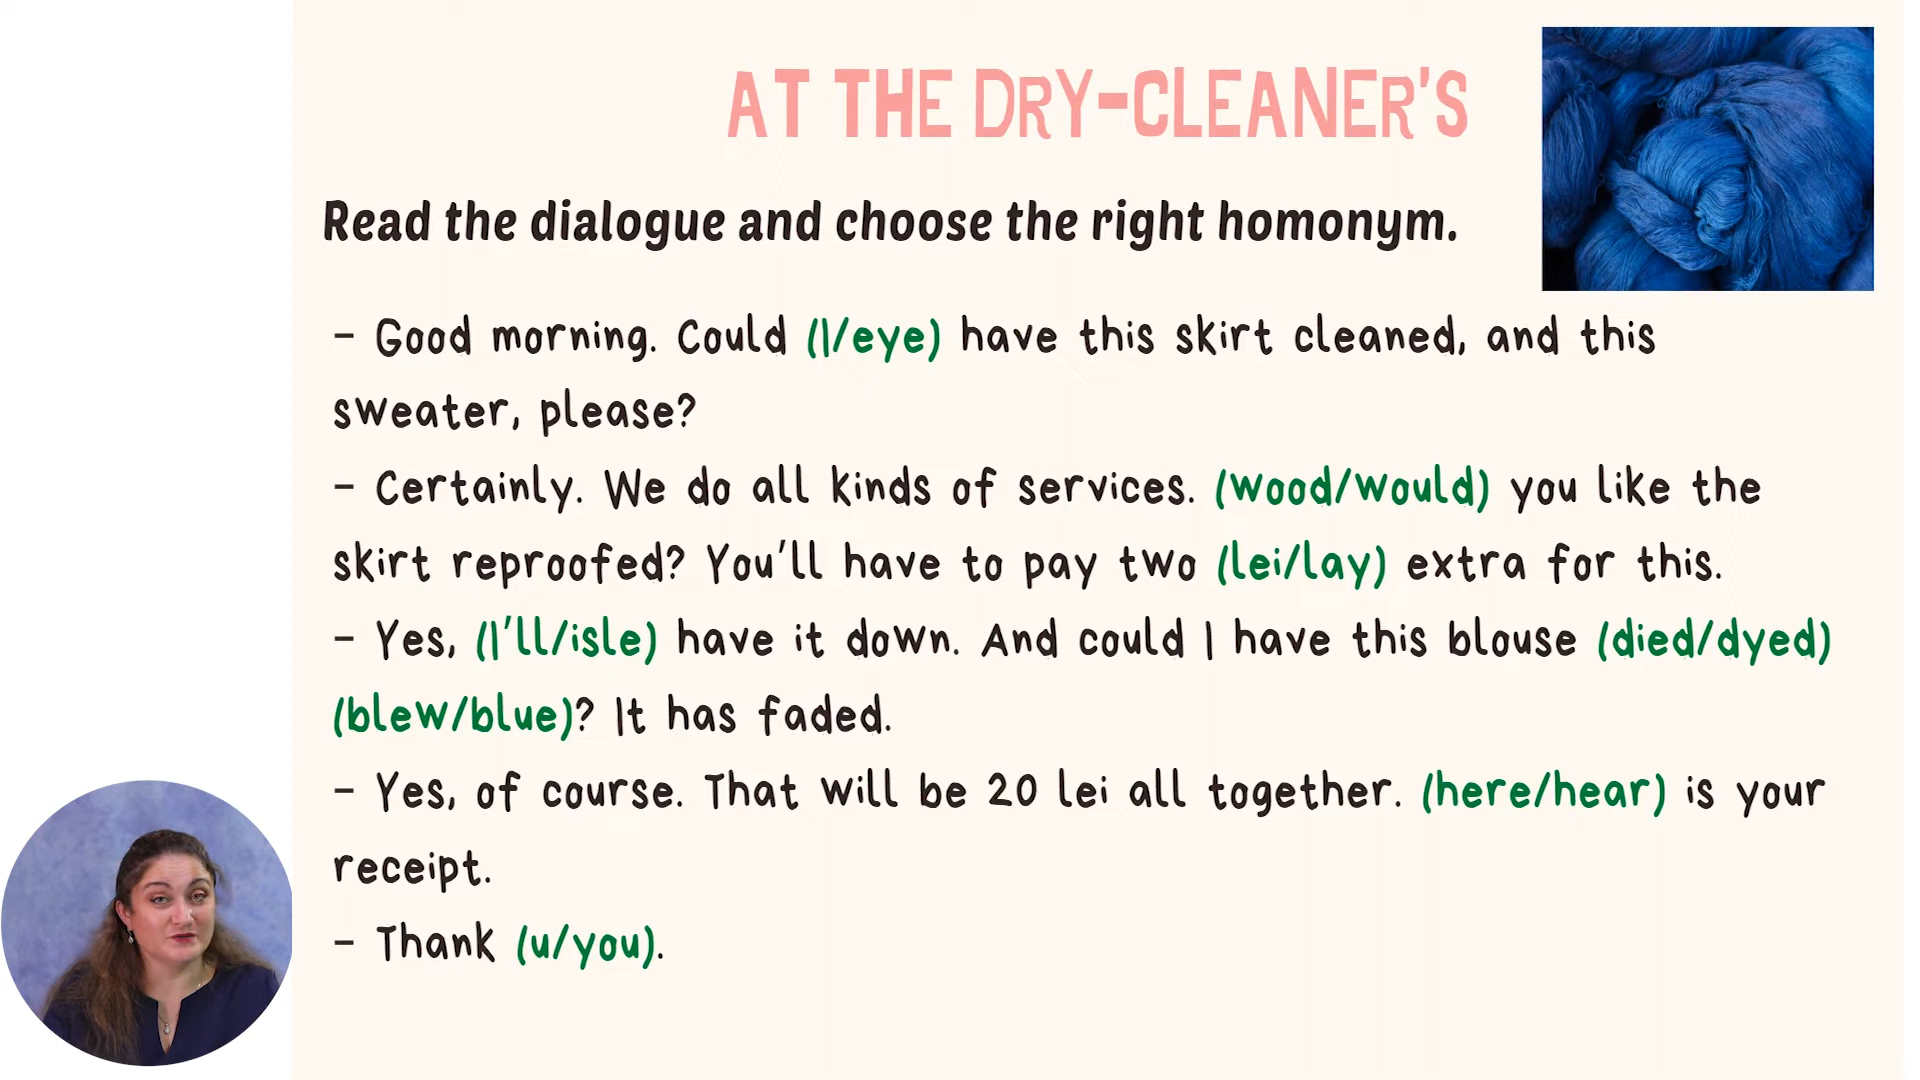 AT THE DRY-CLEANER'S
Read the dialogue and choose the right homonym.
- Good morning. Could (I/eye) have this skirt cleaned, and this
sweater, please?
- Certainly. We do all kinds of services. (wood/would) you like the
skirt reproofed? You'll have to pay two (lei/lay) extra for this.
- Yes, (I'll/isle) have it down. And could I have this blouse (died/dyed)
(blew/blue)? It has faded.
- Yes, of course. That will be 20 lei all together. (here/hear) is your
receipt.
- Thank (u/you).